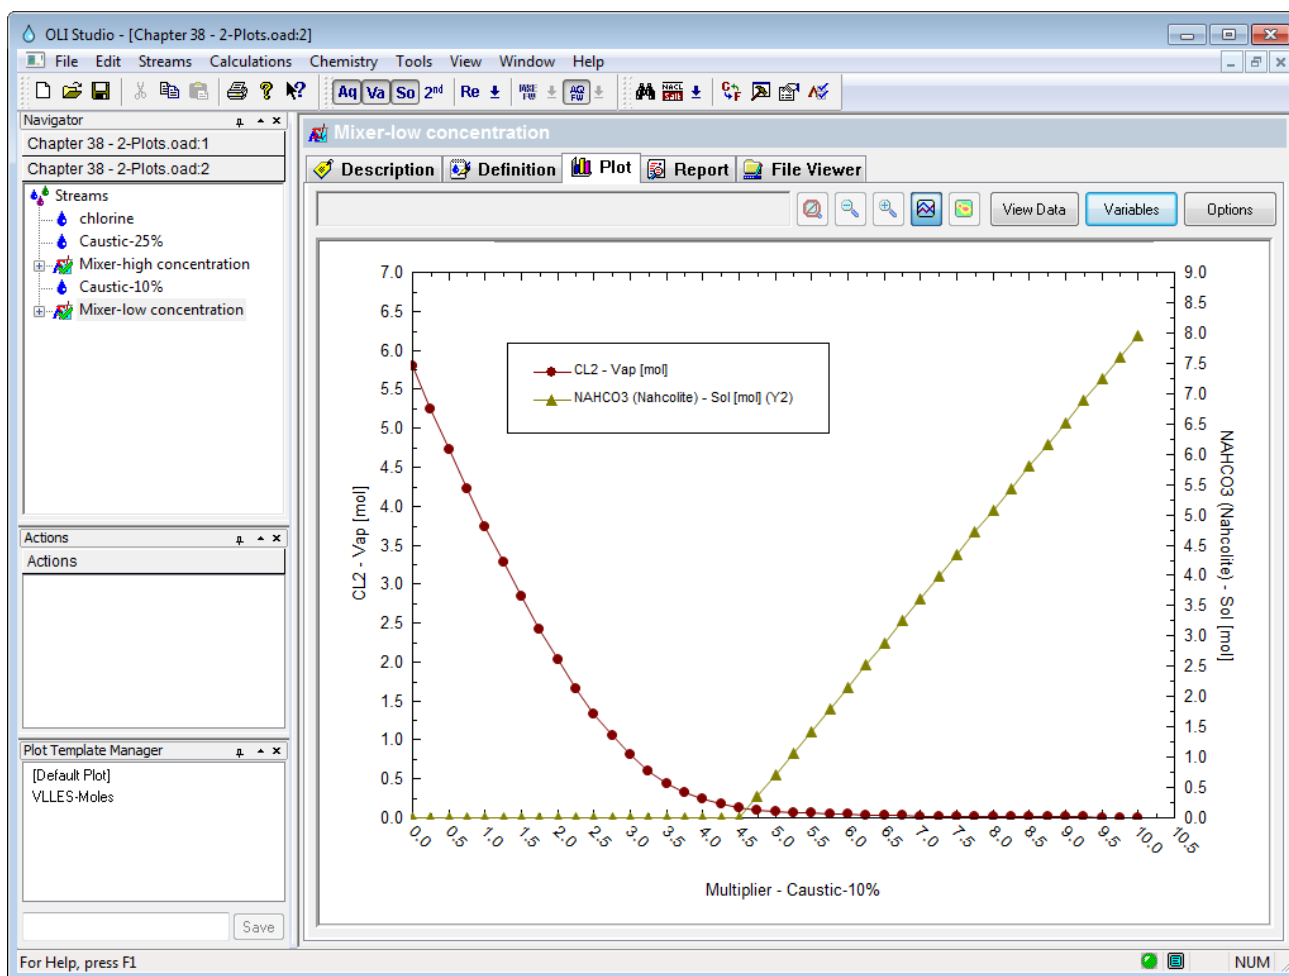 OLI Studio - [Chapter 38 - 2-Plots.oad:2]
File Edit Streams Calculations Chemistry Tools View Window Help
Aq Va So 2nd Re MSE FW AQ FW NACL Salt C F
Navigator
Chapter 38 - 2-Plots.oad:1
Chapter 38 - 2-Plots.oad:2
Streams
chlorine
Caustic-25%
Mixer-high concentration
Caustic-10%
Mixer-low concentration
Actions
Actions
Plot Template Manager
[Default Plot]
VLLES-Moles
Save
Mixer-low concentration
Description Definition Plot Report File Viewer
View Data Variables Options
CL2 - Vap [mol]
7.0
6.5
6.0
5.5
5.0
4.5
4.0
3.5
3.0
2.5
2.0
1.5
1.0
0.5
0.0
CL2 - Vap [mol]
NAHCO3 (Nahcolite) - Sol [mol] (Y2)
9.0
8.5
8.0
7.5
7.0
6.5
6.0
5.5
5.0
4.5
4.0
3.5
3.0
2.5
2.0
1.5
1.0
0.5
0.0
NAHCO3 (Nahcolite) - Sol [mol]
0.0 0.5 1.0 1.5 2.0 2.5 3.0 3.5 4.0 4.5 5.0 5.5 6.0 6.5 7.0 7.5 8.0 8.5 9.0 9.5 10.0 10.5
Multiplier - Caustic-10%
For Help, press F1
NUM